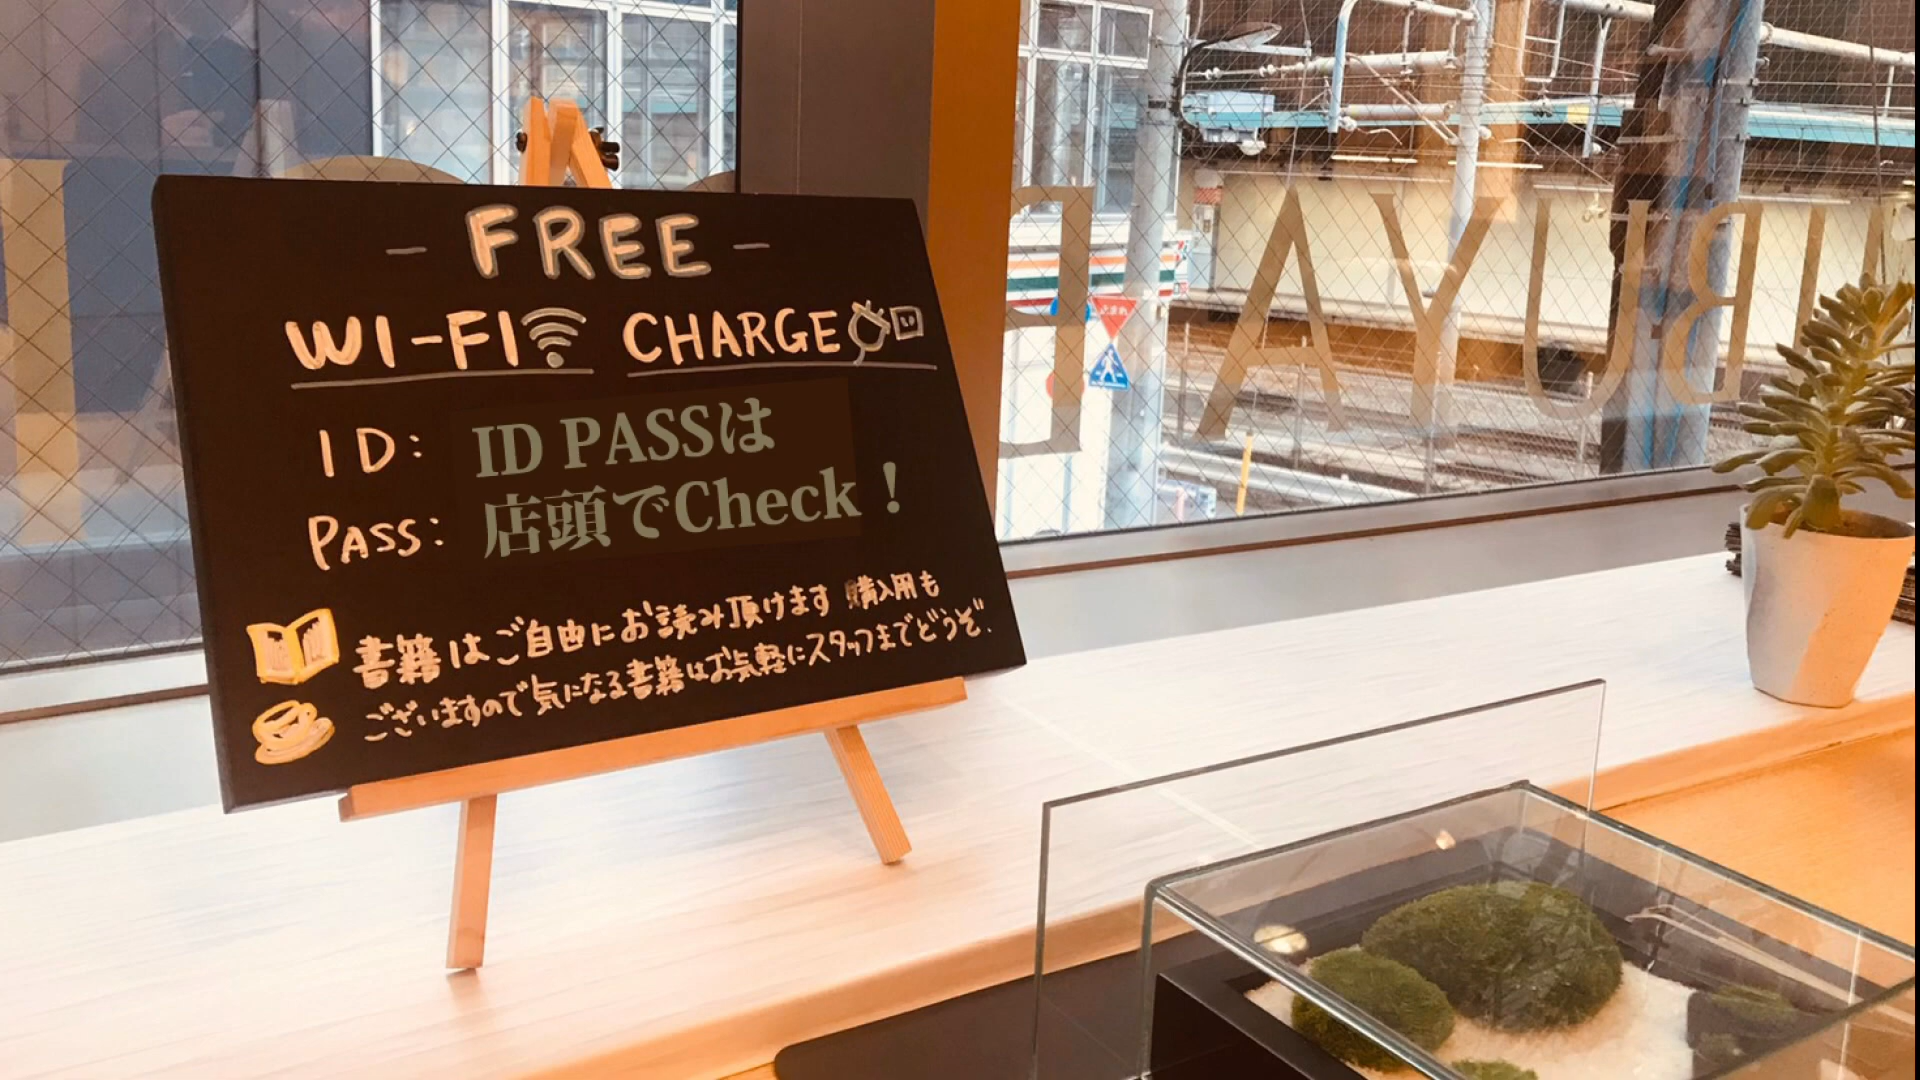 - FREE -
WI-FI CHARGE
ID: ID PASSは
PASS: 店頭でCheck！
書籍はご自由にお読み頂けます 購入用も
ございますので気になる書籍はお気軽にスタッフまでどうぞ.
止まれ